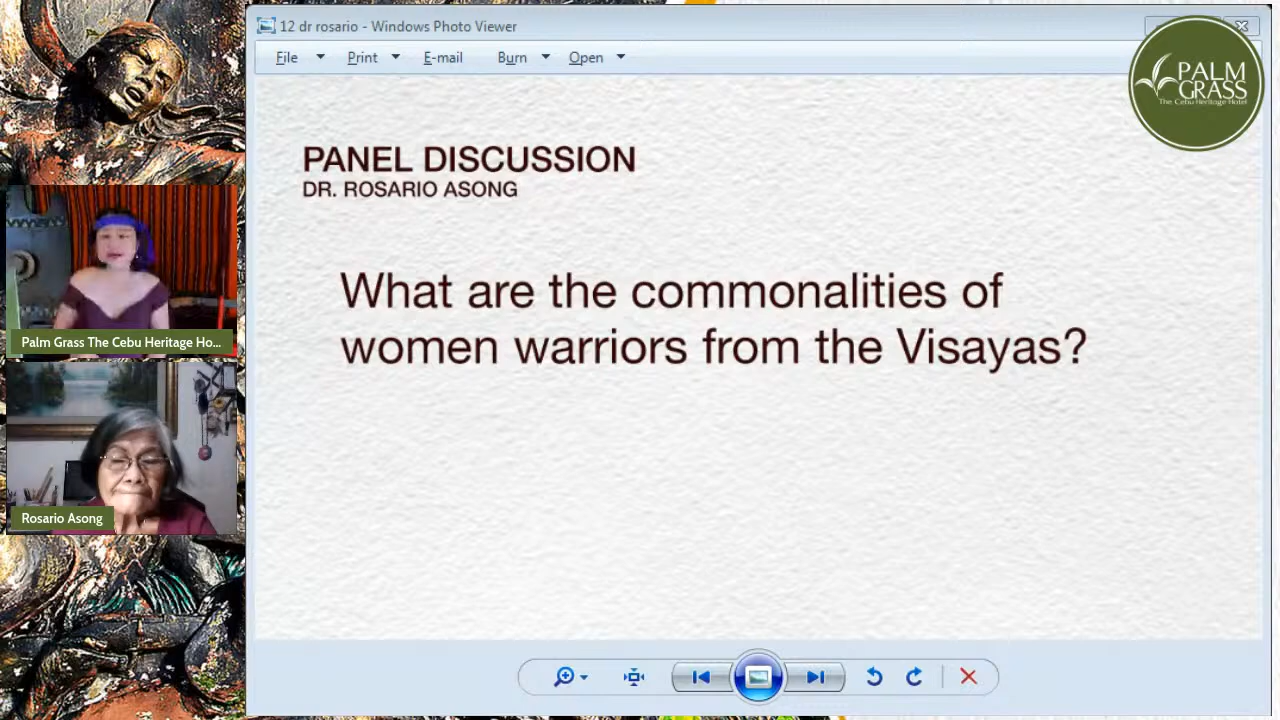 12 dr rosario - Windows Photo Viewer
File Print E-mail Burn Open
PALM
GRASS
The Cebu Heritage Hotel
PANEL DISCUSSION
DR. ROSARIO ASONG
What are the commonalities of
women warriors from the Visayas?
Palm Grass The Cebu Heritage Ho...
Rosario Asong